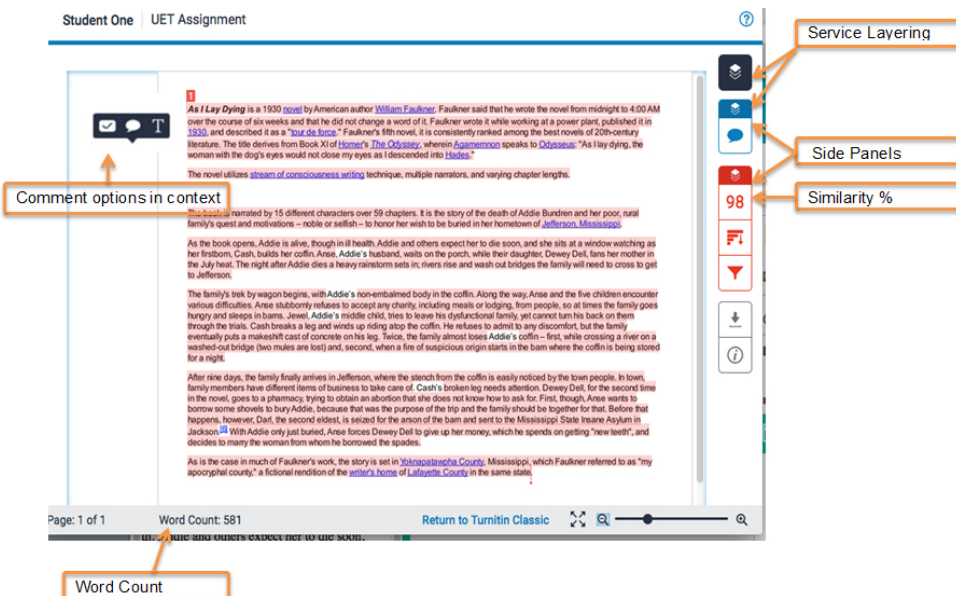 Student One UET Assignment
Service Layering
1
As I Lay Dying is a 1930 novel by American author William Faulkner. Faulkner said that he wrote the novel from midnight to 4:00 AM
over the course of six weeks and that he did not change a word of it. Faulkner wrote it while working at a power plant, published it in
1930, and described it as a "tour de force." Faulkner's fifth novel, it is consistently ranked among the best novels of 20th-century
literature. The title derives from Book XI of Homer's The Odyssey, wherein Agamemnon speaks to Odysseus: "As I lay dying, the
woman with the dog's eyes would not close my eyes as I descended into Hades."
T
The novel utilizes stream of consciousness writing technique, multiple narrators, and varying chapter lengths.
Side Panels
Comment options in context
Similarity %
98
The book is narrated by 15 different characters over 59 chapters. It is the story of the death of Addie Bundren and her poor, rural
family's quest and motivations – noble or selfish – to honor her wish to be buried in her hometown of Jefferson, Mississippi.
As the book opens, Addie is alive, though in ill health. Addie and others expect her to die soon, and she sits at a window watching as
her firstborn, Cash, builds her coffin. Anse, Addie's husband, waits on the porch, while their daughter, Dewey Dell, fans her mother in
the July heat. The night after Addie dies a heavy rainstorm sets in; rivers rise and wash out bridges the family will need to cross to get
to Jefferson.
The family's trek by wagon begins, with Addie's non-embalmed body in the coffin. Along the way, Anse and the five children encounter
various difficulties. Anse stubbornly refuses to accept any charity, including meals or lodging, from people, so at times the family goes
hungry and sleeps in barns. Jewel, Addie's middle child, tries to leave his dysfunctional family, yet cannot turn his back on them
through the trials. Cash breaks a leg and winds up riding atop the coffin. He refuses to admit to any discomfort, but the family
eventually puts a makeshift cast of concrete on his leg. Twice, the family almost loses Addie's coffin – first, while crossing a river on a
washed-out bridge (two mules are lost) and, second, when a fire of suspicious origin starts in the barn where the coffin is being stored
for a night.
After nine days, the family finally arrives in Jefferson, where the stench from the coffin is easily noticed by the town people. In town,
family members have different items of business to take care of. Cash's broken leg needs attention. Dewey Dell, for the second time
in the novel, goes to a pharmacy, trying to obtain an abortion that she does not know how to ask for. First, though, Anse wants to
borrow some shovels to bury Addie, because that was the purpose of the trip and the family should be together for that. Before that
happens, however, Darl, the second eldest, is seized for the arson of the barn and sent to the Mississippi State Insane Asylum in
Jackson. With Addie only just buried, Anse forces Dewey Dell to give up her money, which he spends on getting "new teeth", and
decides to marry the woman from whom he borrowed the spades.
As is the case in much of Faulkner's work, the story is set in Yoknapatawpha County, Mississippi, which Faulkner referred to as "my
apocryphal county," a fictional rendition of the writer's home of Lafayette County in the same state.
Page: 1 of 1 Word Count: 581 Return to Turnitin Classic
Addie and others expect her to die soon,
Word Count